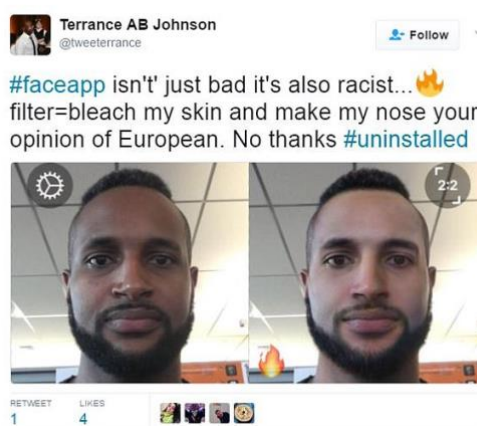 Terrance AB Johnson
@tweeterrance
Follow
#faceapp isn't' just bad it's also racist...🔥
filter=bleach my skin and make my nose your
opinion of European. No thanks #uninstalled
2:2
RETWEET LIKES
1 4